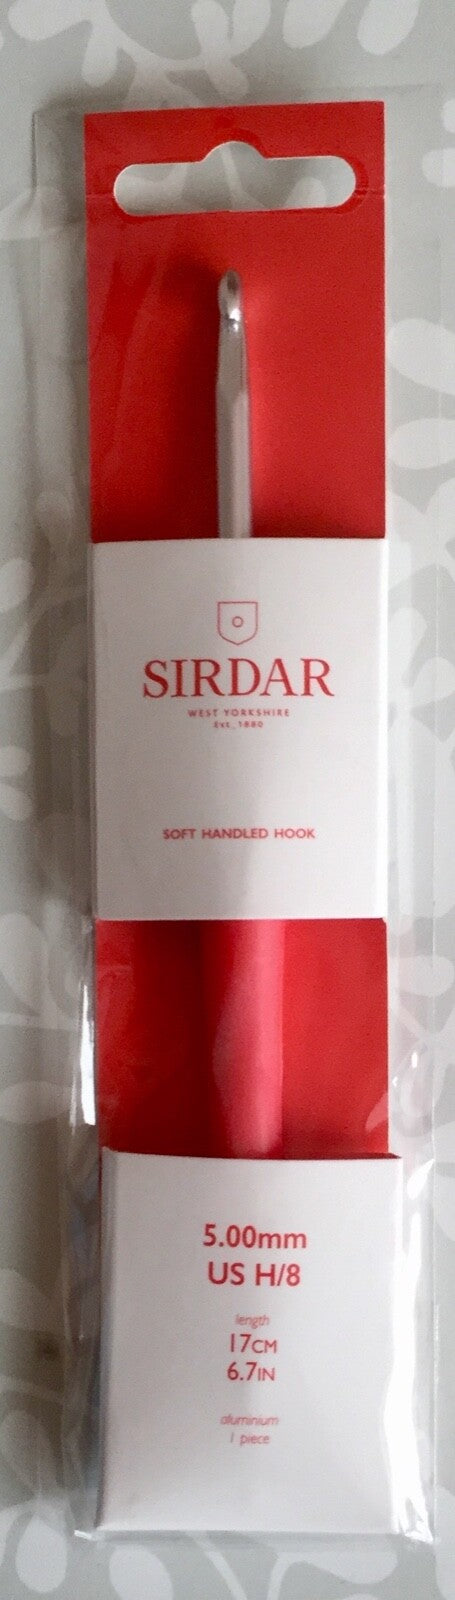 SIRDAR
WEST YORKSHIRE
Est. 1880
SOFT HANDLED HOOK
5.00mm
US H/8
length
17CM
6.7IN
aluminium
1 piece